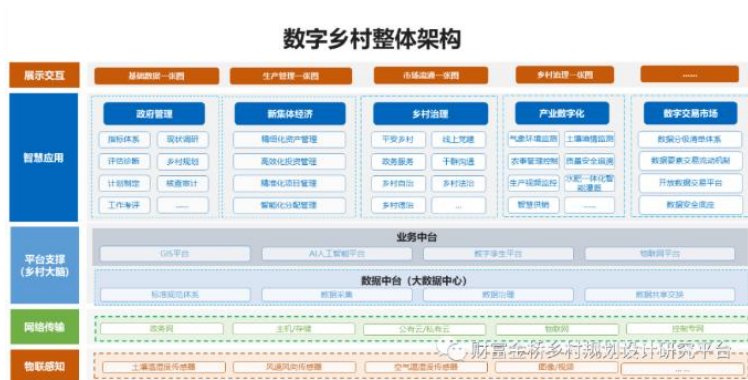 数字乡村整体架构
展示交互
基础数据一张图 生产管理一张图 市场流通一张图 乡村治理一张图 ......
智慧应用
政府管理 新集体经济 乡村治理 产业数字化 数字交易市场
指标体系 现状调研 精细化资产管理 平安乡村 线上党建 气象环境监测 土壤墒情监测 数据分级清单体系
评估诊断 乡村规划 高效化投资管理 政务服务 干群沟通 农事管理控制 质量安全追溯 数据要素交易流动机制
计划制定 核查审计 精准化项目管理 乡村自治 乡村法治 生产视频监控 水肥一体化智能灌溉 开放数据交易平台
工作考评 ...... 智能化分配管理 乡村德治 ... 智慧供销 ...... 数据安全底座
平台支撑
(乡村大脑)
业务中台
GIS平台 AI人工智能平台 数字孪生平台 物联网平台
数据中台（大数据中心）
标准规范体系 数据采集 数据治理 数据共享交换
网络传输
政务网 主机/存储 公有云/私有云 物联网 控制专网
物联感知
土壤温湿度传感器 风速风向传感器 空气温湿度传感器 图像/视频 ......
财富金桥乡村规划设计研究平台